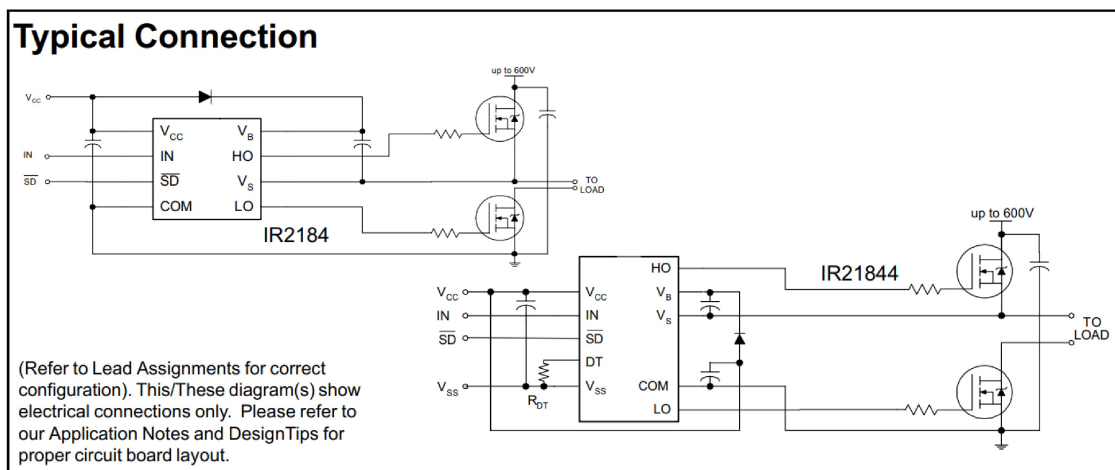 Typical Connection
up to 600V
VCC
VCC
VB
IN
IN
HO
SD
SD
VS
TO
LOAD
COM
LO
IR2184
up to 600V
HO
IR21844
VCC
VCC
VB
IN
IN
VS
SD
SD
TO
LOAD
DT
VSS
VSS
COM
RDT
LO
(Refer to Lead Assignments for correct
configuration). This/These diagram(s) show
electrical connections only. Please refer to
our Application Notes and DesignTips for
proper circuit board layout.